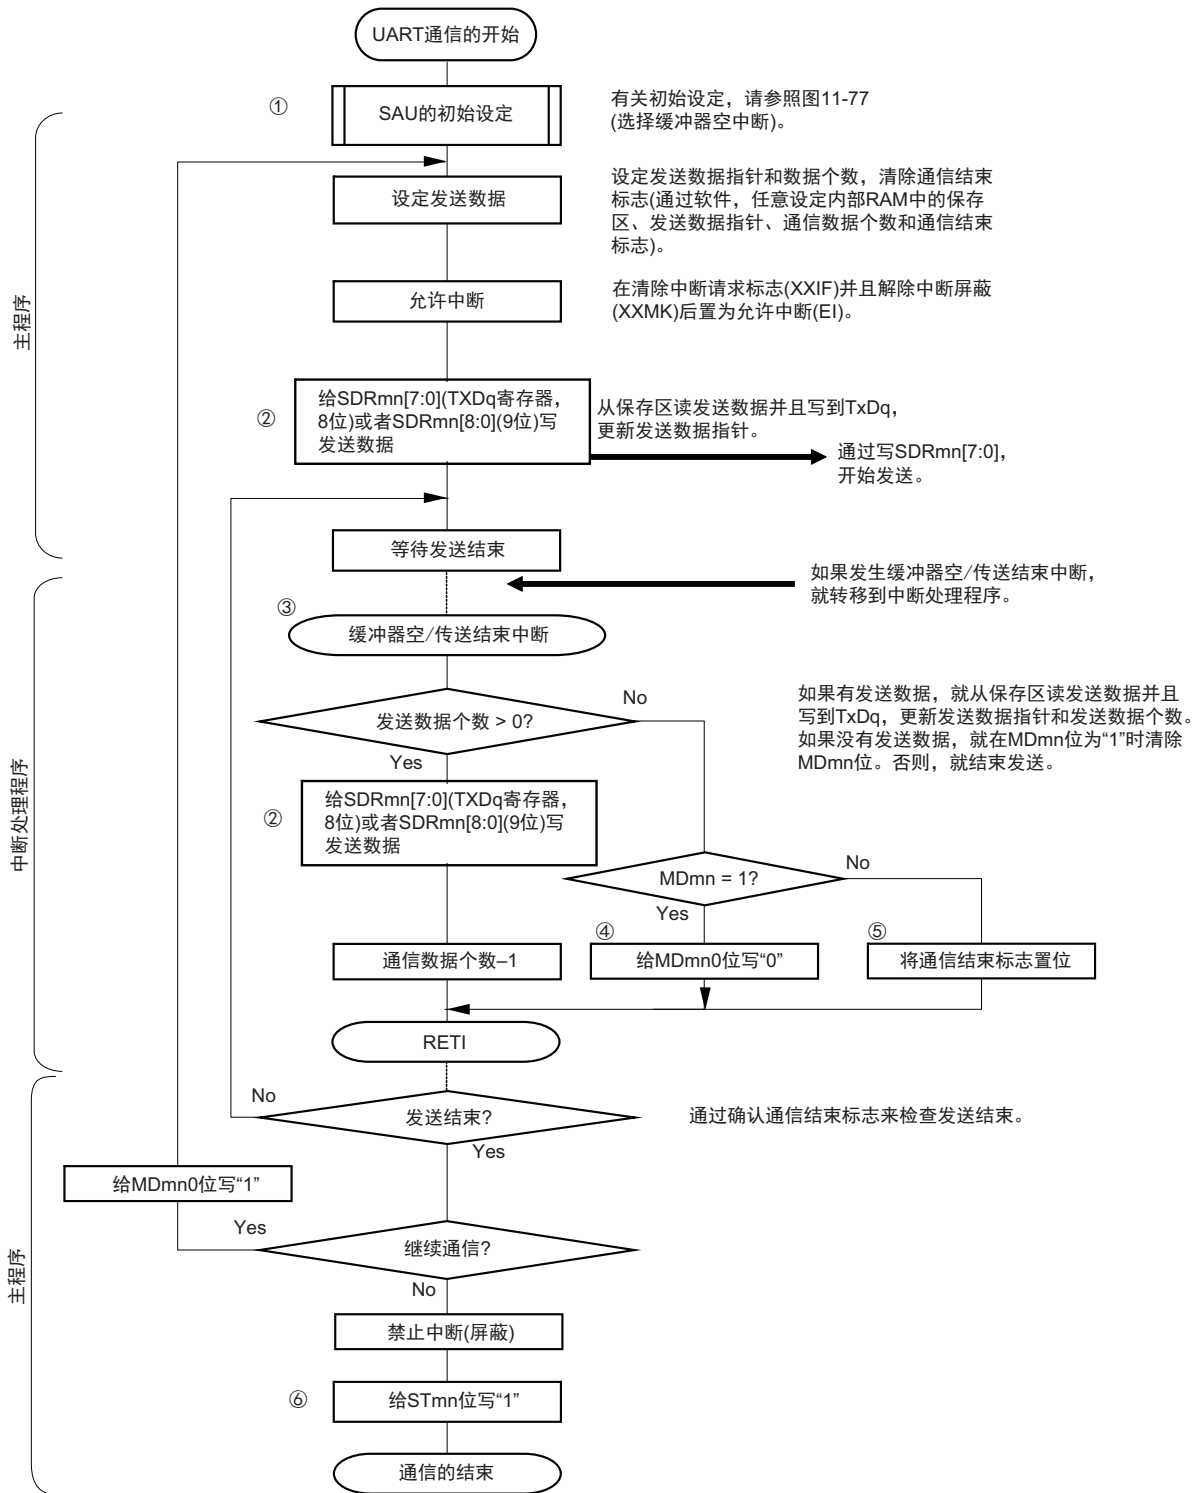 UART通信的开始
①
SAU的初始设定
有关初始设定，请参照图11-77
(选择缓冲器空中断)。
设定发送数据
设定发送数据指针和数据个数，清除通信结束
标志(通过软件，任意设定内部RAM中的保存
区、发送数据指针、通信数据个数和通信结束
标志)。
主程序
允许中断
在清除中断请求标志(XXIF)并且解除中断屏蔽
(XXMK)后置为允许中断(EI)。
②
给SDRmn[7:0](TXDq寄存器，
8位)或者SDRmn[8:0](9位)写
发送数据
从保存区读发送数据并且写到TxDq，
更新发送数据指针。
通过写SDRmn[7:0]，
开始发送。
等待发送结束
如果发生缓冲器空/传送结束中断，
就转移到中断处理程序。
③
缓冲器空/传送结束中断
中断处理程序
发送数据个数 > 0?
No
Yes
如果有发送数据，就从保存区读发送数据并且
写到TxDq，更新发送数据指针和发送数据个数。
如果没有发送数据，就在MDmn位为“1”时清除
MDmn位。否则，就结束发送。
②
给SDRmn[7:0](TXDq寄存器，
8位)或者SDRmn[8:0](9位)写
发送数据
MDmn = 1?
No
Yes
通信数据个数–1
④
给MDmn0位写“0”
⑤
将通信结束标志置位
RETI
No
发送结束?
Yes
通过确认通信结束标志来检查发送结束。
给MDmn0位写“1”
Yes
继续通信?
No
主程序
禁止中断(屏蔽)
⑥
给STmn位写“1”
通信的结束